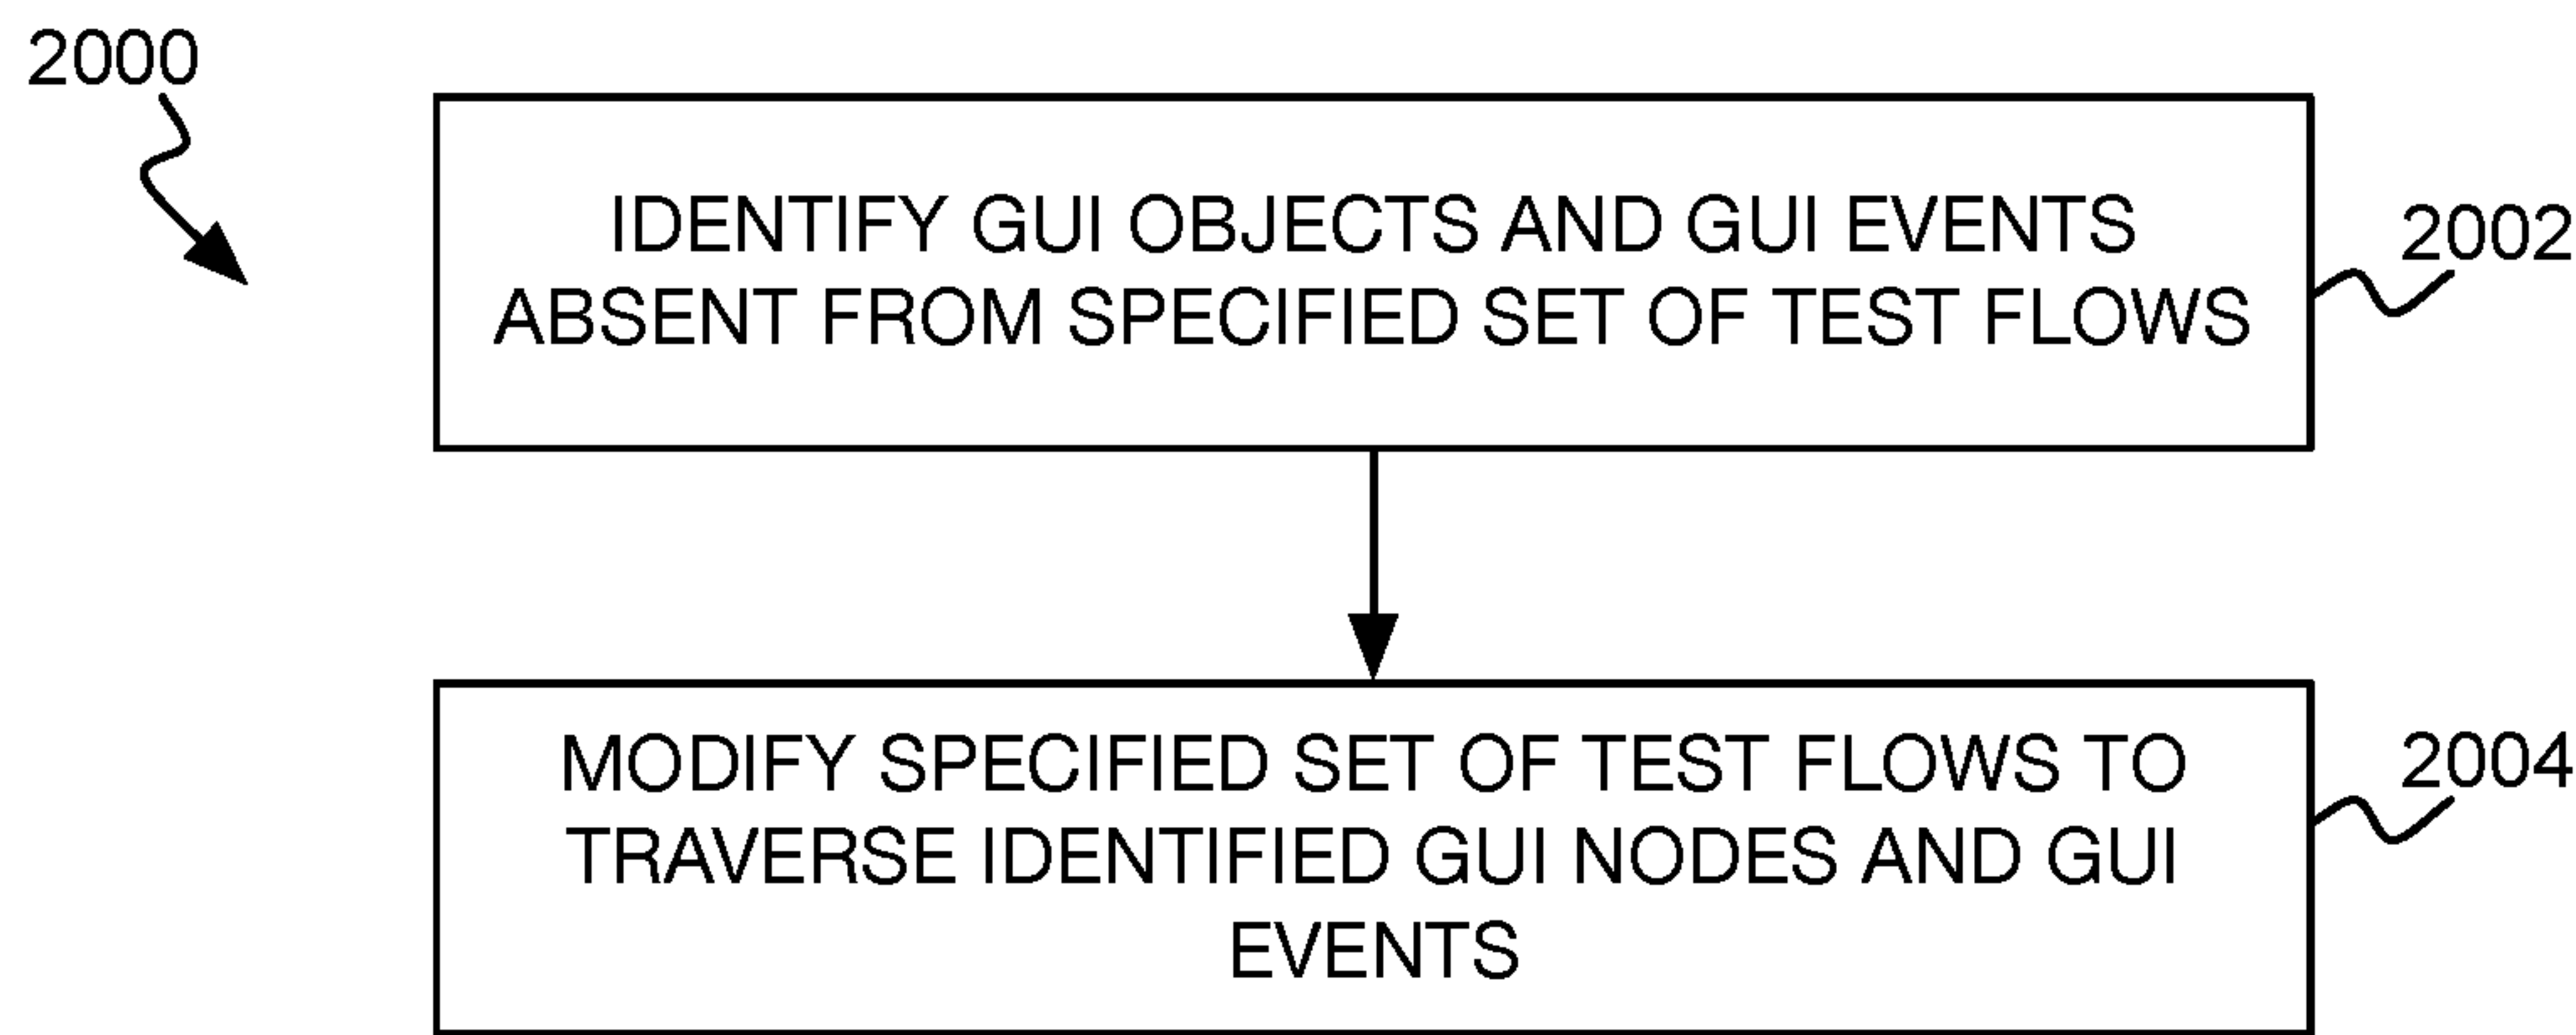 2000
IDENTIFY GUI OBJECTS AND GUI EVENTS
ABSENT FROM SPECIFIED SET OF TEST FLOWS
2002
MODIFY SPECIFIED SET OF TEST FLOWS TO
TRAVERSE IDENTIFIED GUI NODES AND GUI
EVENTS
2004